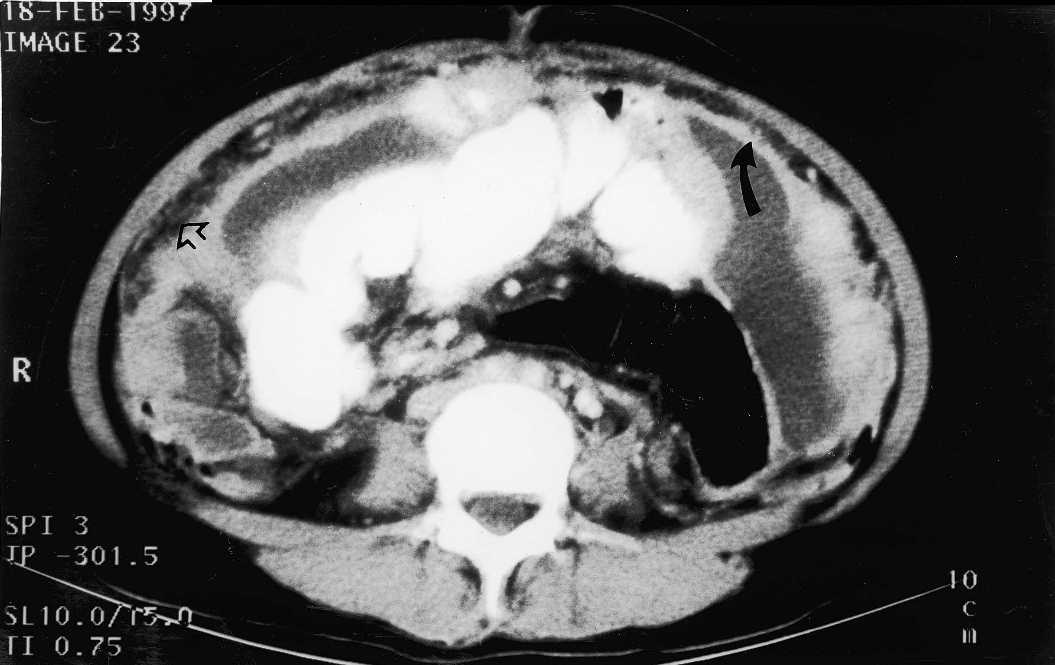 18-FEB-1997
IMAGE 23
R
SPI 3
TP -301.5
SL10.0/15.0
TI 0.75
10
c
m